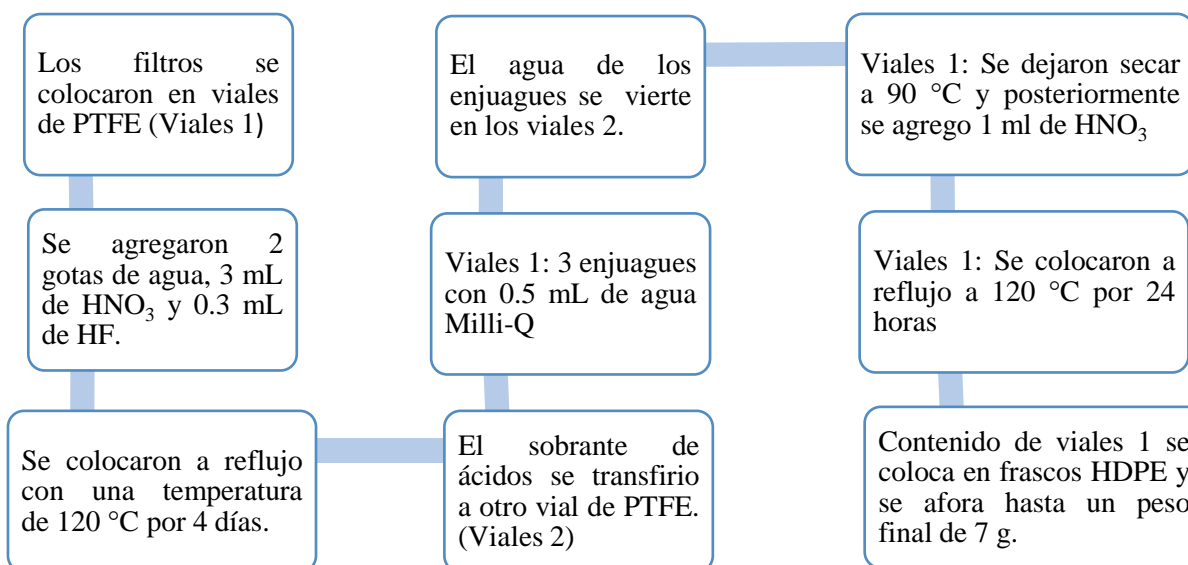 Los filtros se
colocaron en viales
de PTFE (Viales 1)
Se agregaron 2
gotas de agua, 3 mL
de HNO₃ y 0.3 mL
de HF.
Se colocaron a reflujo
con una temperatura
de 120 °C por 4 días.
El sobrante de
ácidos se transfirio
a otro vial de PTFE.
(Viales 2)
Viales 1: 3 enjuagues
con 0.5 mL de agua
Milli-Q
El agua de los
enjuagues se vierte
en los viales 2.
Viales 1: Se dejaron secar
a 90 °C y posteriormente
se agrego 1 ml de HNO₃
Viales 1: Se colocaron a
reflujo a 120 °C por 24
horas
Contenido de viales 1 se
coloca en frascos HDPE y
se afora hasta un peso
final de 7 g.